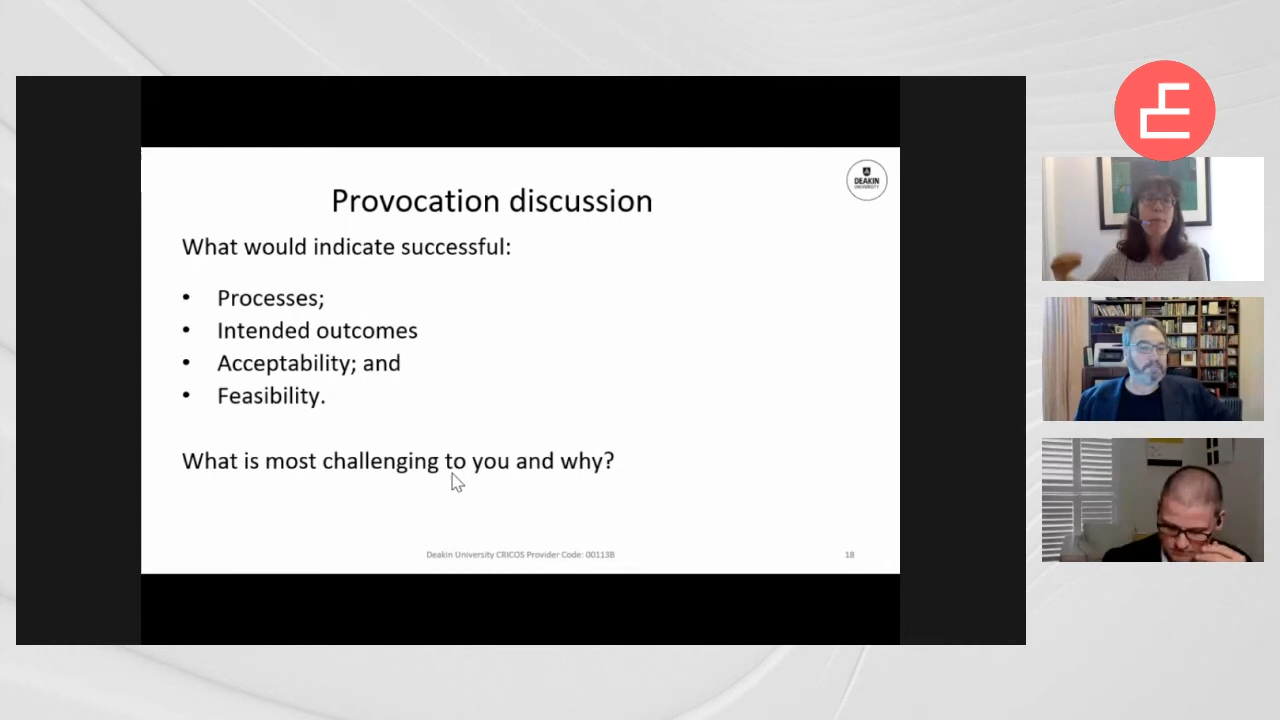 DEAKIN
UNIVERSITY
Provocation discussion
What would indicate successful:
• Processes;
• Intended outcomes
• Acceptability; and
• Feasibility.
What is most challenging to you and why?
Deakin University CRICOS Provider Code: 00113B
18